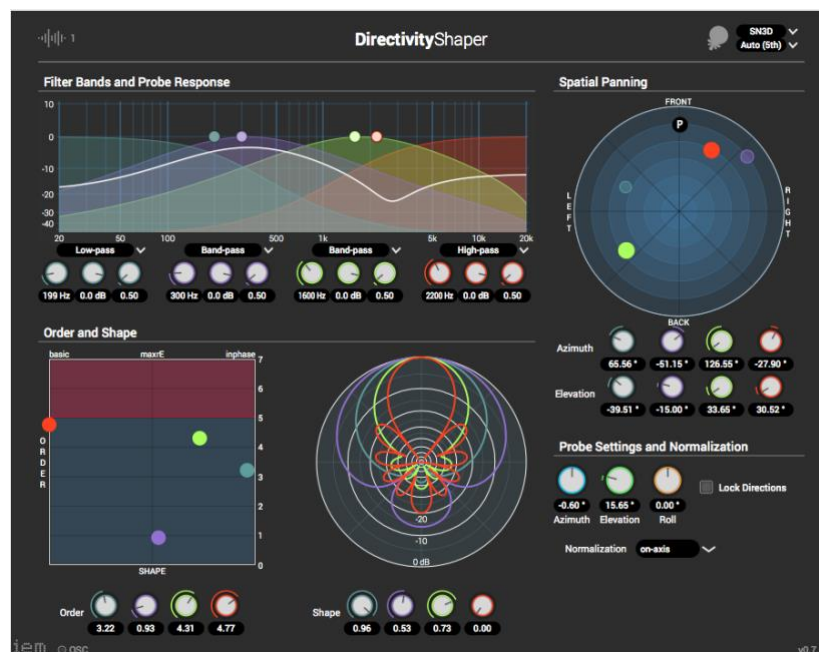 1
DirectivityShaper
SN3D
Auto (5th)
Filter Bands and Probe Response
Spatial Panning
10
0
-10
-20
-30
-40
20
50
100
500
1k
5k
10k
20k
Low-pass
Band-pass
Band-pass
High-pass
199 Hz
0.0 dB
0.50
300 Hz
0.0 dB
0.50
1600 Hz
0.0 dB
0.50
2200 Hz
0.0 dB
0.50
FRONT
P
LEFT
RIGHT
BACK
Azimuth
65.56 °
-51.15 °
126.55 °
-27.90 °
Elevation
-39.51 °
-15.00 °
33.65 °
30.52 °
Order and Shape
basic
maxrE
inphase
7
6
5
4
3
2
1
0
ORDER
SHAPE
-20
-10
0 dB
Order
3.22
0.93
4.31
4.77
Shape
0.96
0.53
0.73
0.00
Probe Settings and Normalization
-0.60 °
15.65 °
0.00 °
Azimuth
Elevation
Roll
Lock Directions
Normalization
on-axis
iem
OSC
v0.7